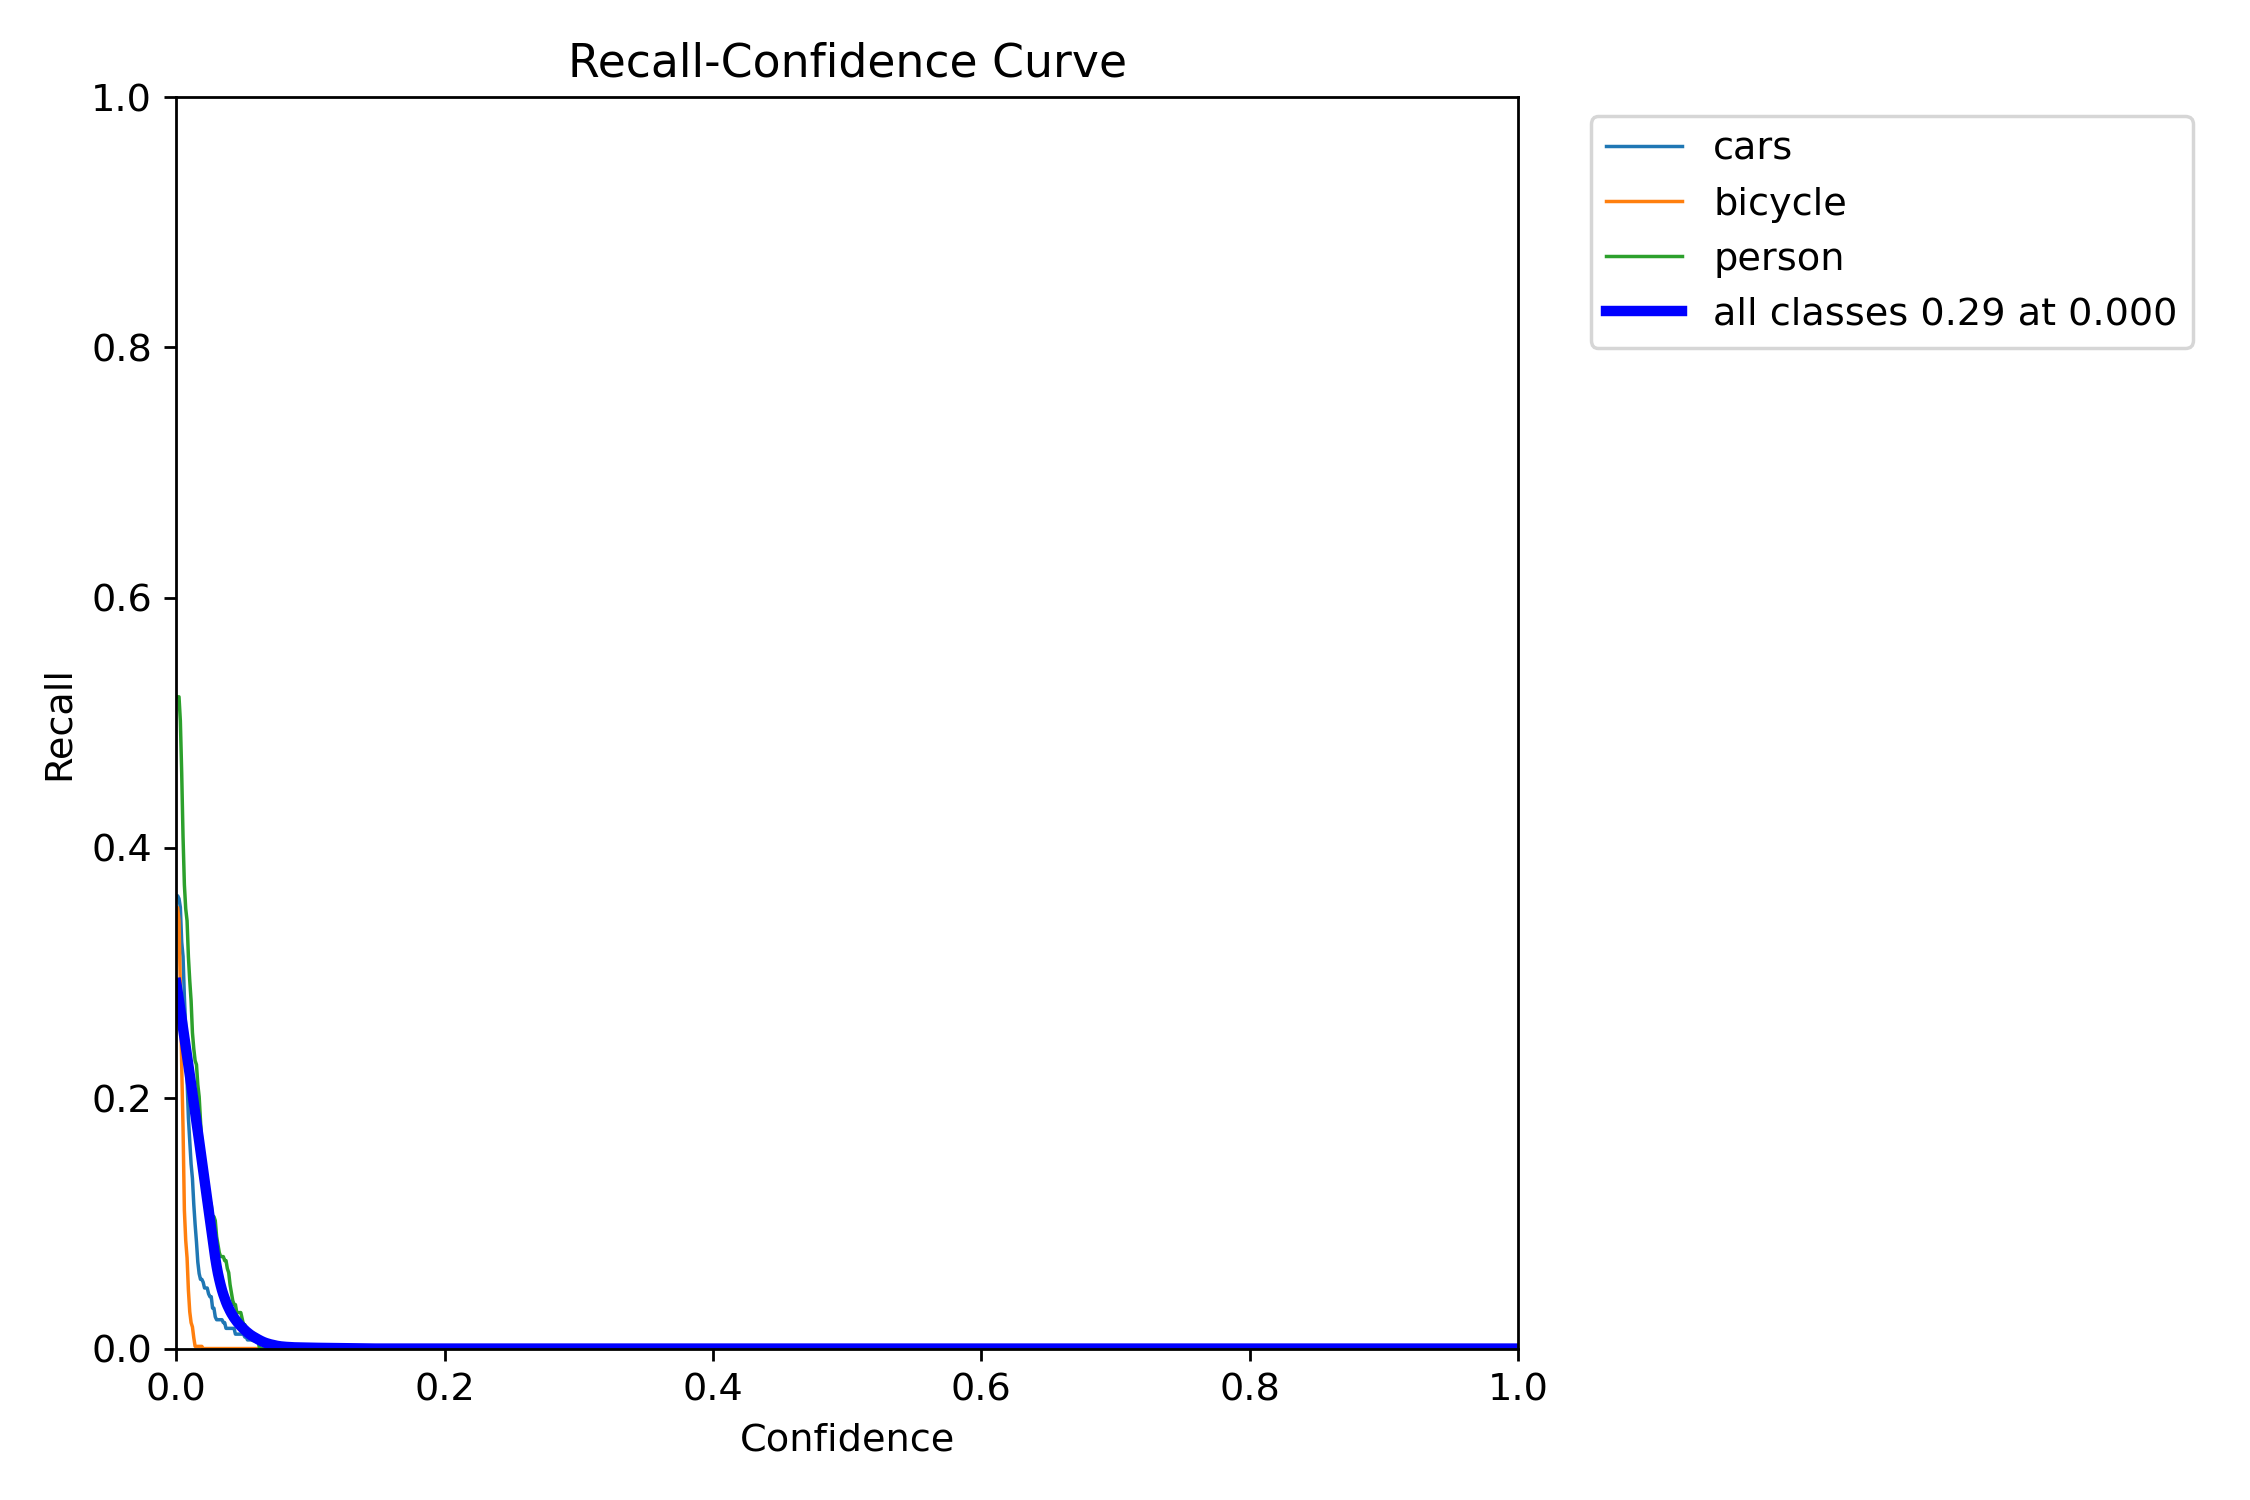 Recall-Confidence Curve
1.0
0.8
0.6
0.4
0.2
0.0
Recall
0.0 0.2 0.4 0.6 0.8 1.0
Confidence
cars
bicycle
person
all classes 0.29 at 0.000